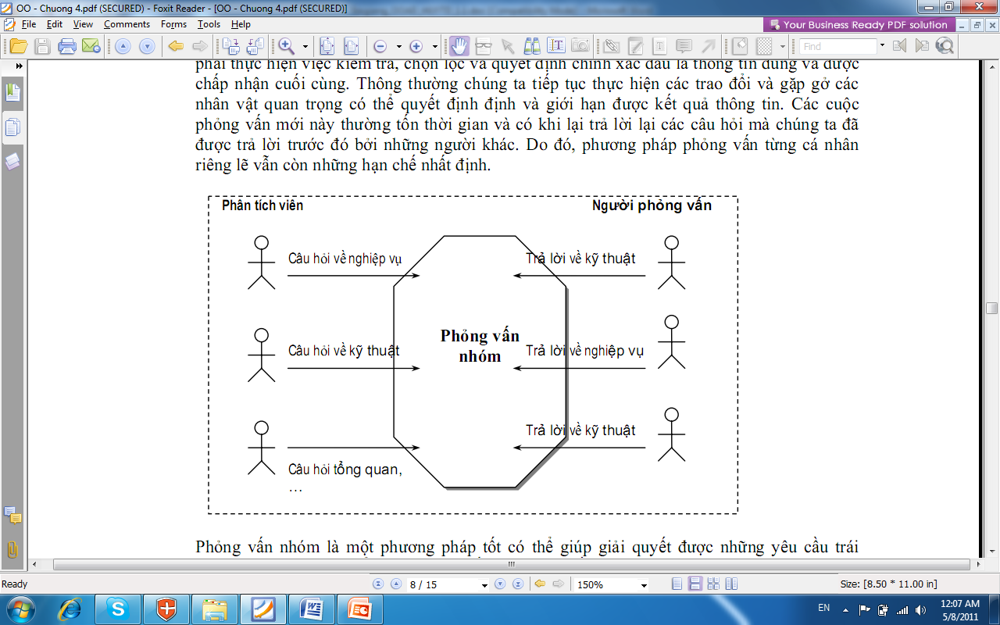 OO - Chuong 4.pdf (SECURED) - Foxit Reader - [OO - Chuong 4.pdf (SECURED)]
File Edit View Comments Forms Tools Help
Your Business Ready PDF solution
Find
phải thực hiện việc kiểm tra, chọn lọc và quyết định chính xác đâu là thông tin đúng và được
chấp nhận cuối cùng. Thông thường chúng ta tiếp tục thực hiện các trao đổi và gặp gở các
nhân vật quan trọng có thể quyết định định và giới hạn được kết quả thông tin. Các cuộc
phỏng vấn mới này thường tốn thời gian và có khi lại trả lời lại các câu hỏi mà chúng ta đã
được trả lời trước đó bởi những người khác. Do đó, phương pháp phỏng vấn từng cá nhân
riêng lẽ vẫn còn những hạn chế nhất định.
Phân tích viên
Người phỏng vấn
Câu hỏi về nghiệp vụ
Trả lời về kỹ thuật
Phỏng vấn
nhóm
Câu hỏi về kỹ thuật
Trả lời về nghiệp vụ
Trả lời về kỹ thuật
Câu hỏi tổng quan,
...
Phỏng vấn nhóm là một phương pháp tốt có thể giúp giải quyết được những yêu cầu trái
Ready
8 / 15
150%
Size: [8.50 * 11.00 in]
EN
12:07 AM
5/8/2011